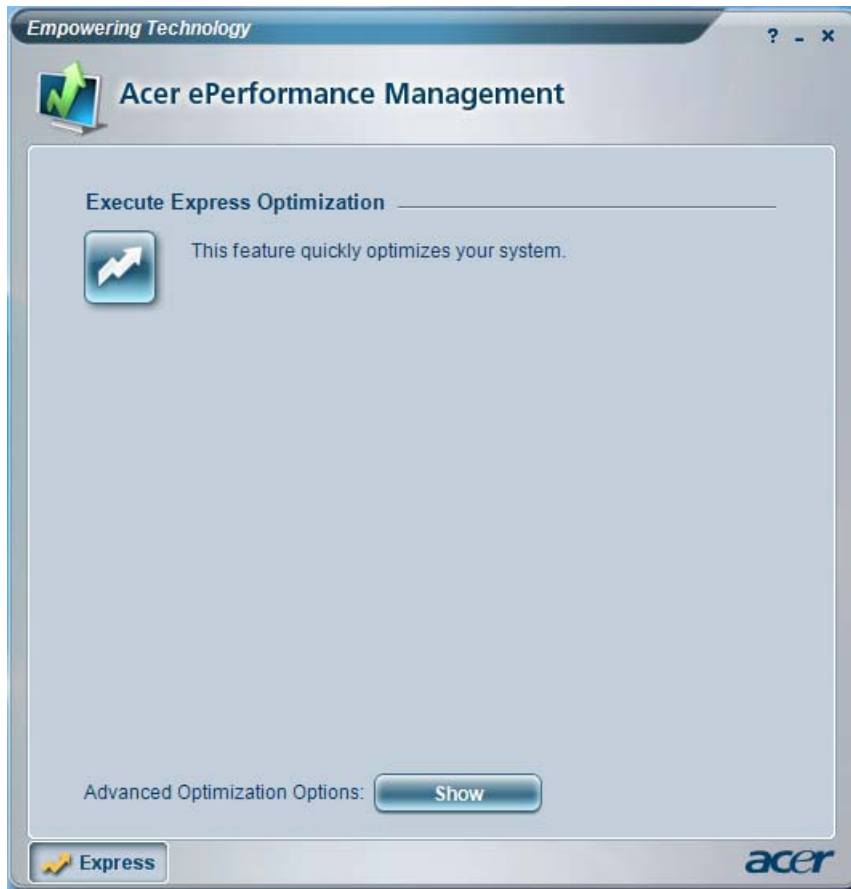 Empowering Technology
? - ×
Acer ePerformance Management
Execute Express Optimization
This feature quickly optimizes your system.
Advanced Optimization Options: Show
Express
acer